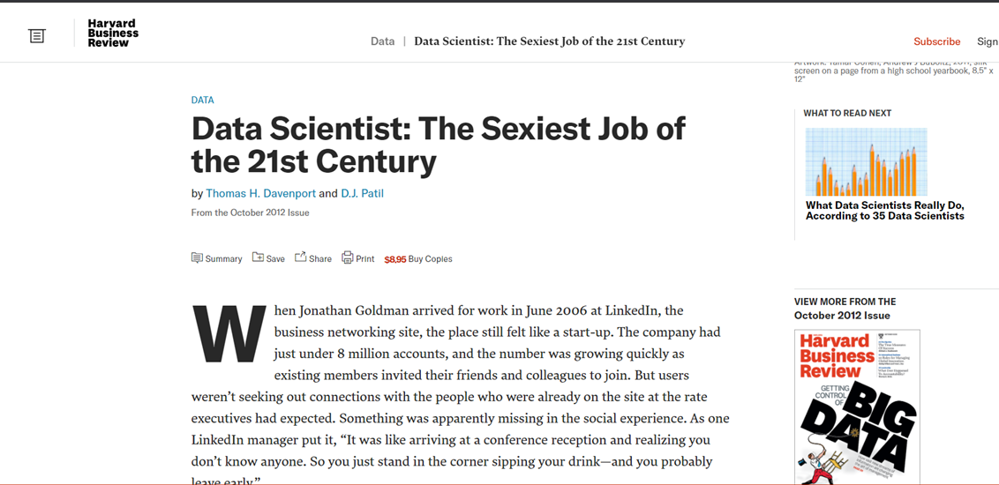 Harvard
Business
Review
Data | Data Scientist: The Sexiest Job of the 21st Century
Subscribe
Sign
Artwork: Tamar Cohen, Andrew J Buboltz, 2011, silk
screen on a page from a high school yearbook, 8.5" x
12"
DATA
Data Scientist: The Sexiest Job of
the 21st Century
by Thomas H. Davenport and D.J. Patil
From the October 2012 Issue
Summary Save Share Print $8.95 Buy Copies
When Jonathan Goldman arrived for work in June 2006 at LinkedIn, the
business networking site, the place still felt like a start-up. The company had
just under 8 million accounts, and the number was growing quickly as
existing members invited their friends and colleagues to join. But users
weren’t seeking out connections with the people who were already on the site at the rate
executives had expected. Something was apparently missing in the social experience. As one
LinkedIn manager put it, “It was like arriving at a conference reception and realizing you
don’t know anyone. So you just stand in the corner sipping your drink—and you probably
leave early.”
WHAT TO READ NEXT
What Data Scientists Really Do,
According to 35 Data Scientists
VIEW MORE FROM THE
October 2012 Issue
Harvard
Business
Review
GETTING
CONTROL
OF
BIG
DATA